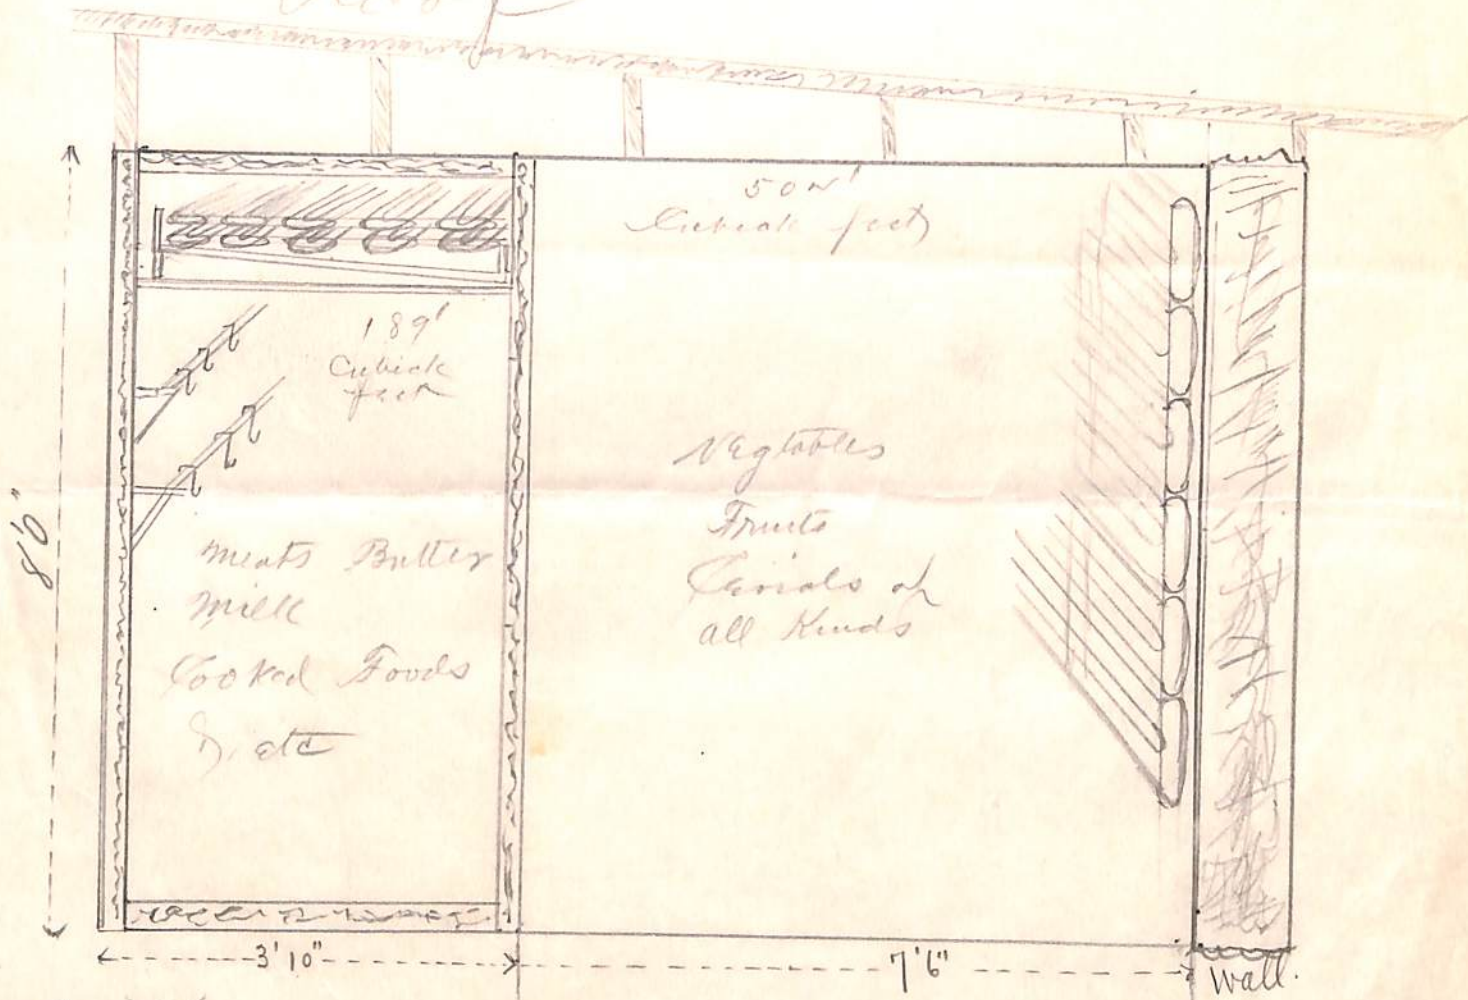 Cubick feet
189'
Cubick
feet
8'0"
Vegtables
Fruits
Cerials of
all Kinds
Meats Butter
Milk
Cooked Foods
& etc
3'10"
7'6"
Wall.